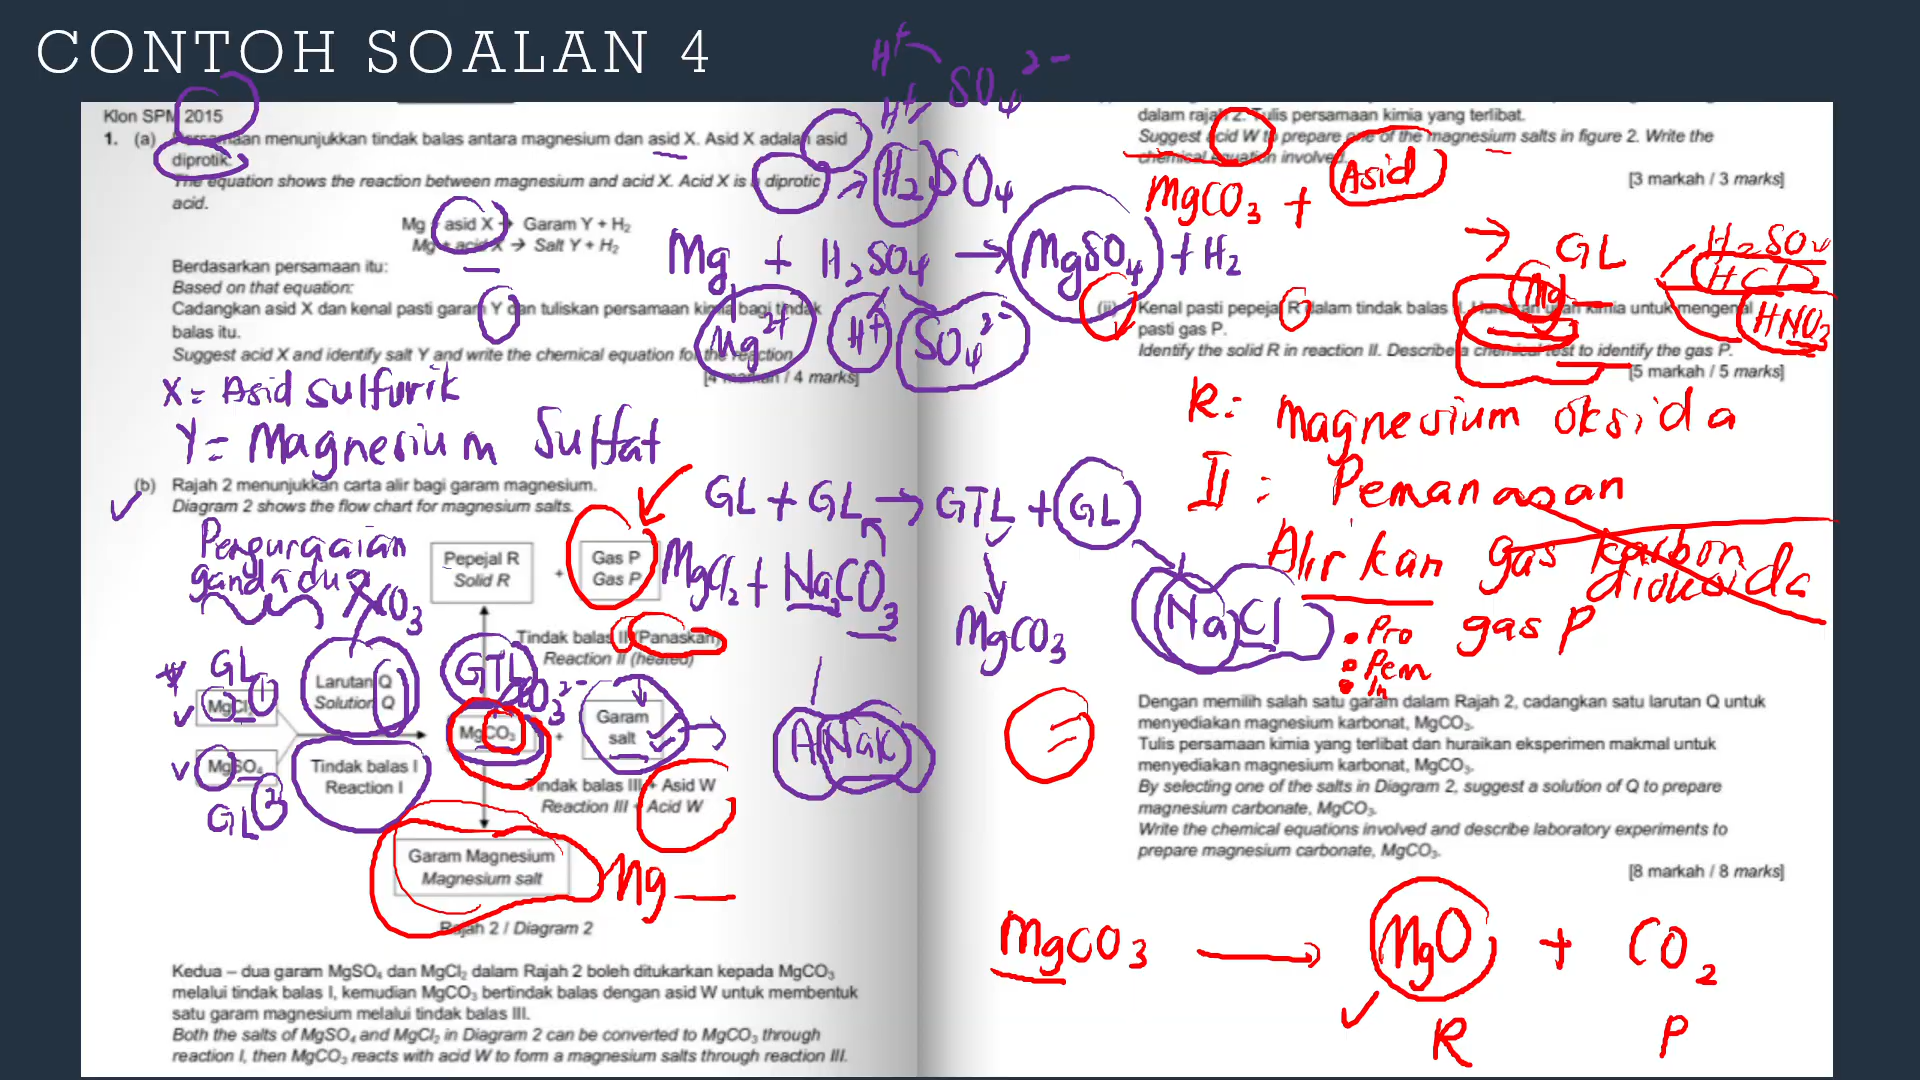 CONTOH SOALAN 4
Klon SPM 2015
1. (a) Persamaan menunjukkan tindak balas antara magnesium dan asid X. Asid X adalah asid
diprotik.
The equation shows the reaction between magnesium and acid X. Acid X is a diprotic
acid.
Mg + asid X → Garam Y + H₂
Mg + acid X → Salt Y + H₂
Berdasarkan persamaan itu:
Based on that equation:
Cadangkan asid X dan kenal pasti garam Y dan tuliskan persamaan kimia bagi tindak
balas itu.
Suggest acid X and identify salt Y and write the chemical equation for the reaction
[4 markah / 4 marks]
H⁺ SO₄²⁻
H⁺
→ H₂SO₄
Mg + H₂SO₄ → MgSO₄ + H₂
Mg²⁺ H⁺ SO₄²⁻
X = Asid sulfurik
Y = Magnesium Sulfat
(b) Rajah 2 menunjukkan carta alir bagi garam magnesium.
Diagram 2 shows the flow chart for magnesium salts.
GL + GL → GTL + GL
MgCl₂ + Na₂CO₃
MgCO₃
NaCl
Penguraian
ganda dua
XCO₃
Pepejal R
Solid R
+
Gas P
Gas P
Tindak balas II (Panaskan)
Reaction II (heated)
GL
MgCl₂
MgSO₄
GL
Larutan Q
Solution Q
Tindak balas I
Reaction I
GTL
CO₃²⁻
MgCO₃
+
Garam
salt
ANaK
Tindak balas III + Asid W
Reaction III + Acid W
Garam Magnesium
Magnesium salt
Mg
Rajah 2 / Diagram 2
Kedua – dua garam MgSO₄ dan MgCl₂ dalam Rajah 2 boleh ditukarkan kepada MgCO₃
melalui tindak balas I, kemudian MgCO₃ bertindak balas dengan asid W untuk membentuk
satu garam magnesium melalui tindak balas III.
Both the salts of MgSO₄ and MgCl₂ in Diagram 2 can be converted to MgCO₃ through
reaction I, then MgCO₃ reacts with acid W to form a magnesium salts through reaction III.
dalam rajah 2. Tulis persamaan kimia yang terlibat.
Suggest acid W to prepare one of the magnesium salts in figure 2. Write the
chemical equation involved.
[3 markah / 3 marks]
MgCO₃ + Asid
→ GL
Mg
H₂SO₄
HCl
HNO₃
(ii) Kenal pasti pepejal R dalam tindak balas II. Huraikan ujian kimia untuk mengenal
pasti gas P.
Identify the solid R in reaction II. Describe a chemical test to identify the gas P.
[5 markah / 5 marks]
R : magnesium oksida
II : Pemanasan
Alirkan gas karbon
dioksida
gas P
• Pro
• Pem
• In
Dengan memilih salah satu garam dalam Rajah 2, cadangkan satu larutan Q untuk
menyediakan magnesium karbonat, MgCO₃.
Tulis persamaan kimia yang terlibat dan huraikan eksperimen makmal untuk
menyediakan magnesium karbonat, MgCO₃.
By selecting one of the salts in Diagram 2, suggest a solution of Q to prepare
magnesium carbonate, MgCO₃.
Write the chemical equations involved and describe laboratory experiments to
prepare magnesium carbonate, MgCO₃.
[8 markah / 8 marks]
MgCO₃ → MgO + CO₂
R P